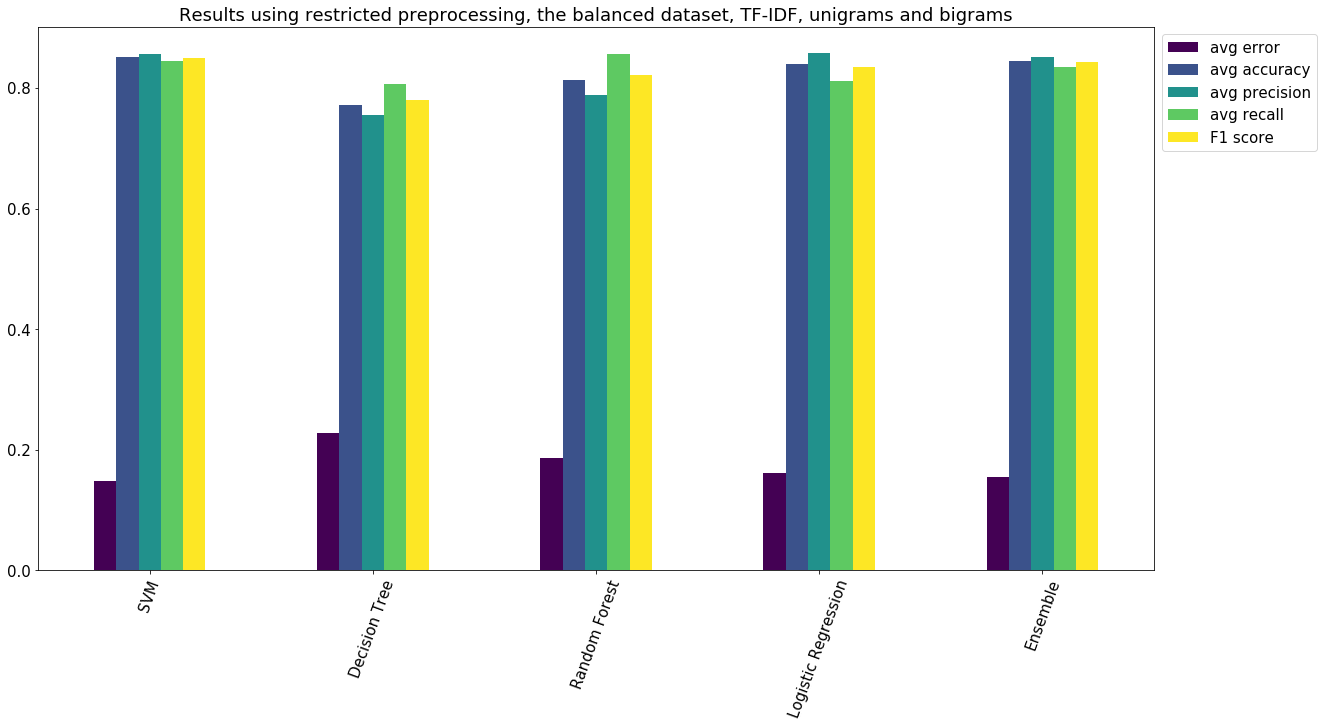 Results using restricted preprocessing, the balanced dataset, TF-IDF, unigrams and bigrams
avg error
avg accuracy
avg precision
avg recall
F1 score
0.8
0.6
0.4
0.2
0.0
SVM
Decision Tree
Random Forest
Logistic Regression
Ensemble